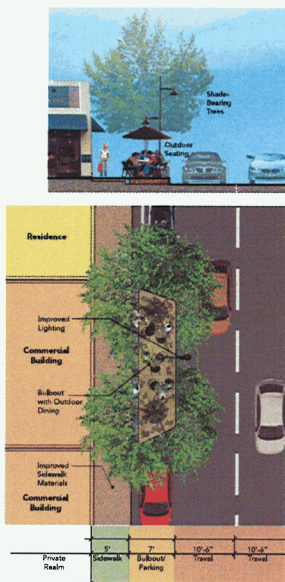 Shade-
Bearing
Trees
Outdoor
Seating
Residence
Improved
Lighting
Commercial
Building
Bulbout
with Outdoor
Dining
Improved
Sidewalk
Materials
Commercial
Building
5'
7'
10'-6"
10'-6"
Private
Realm
Sidewalk
Bulbout/
Parking
Travel
Travel